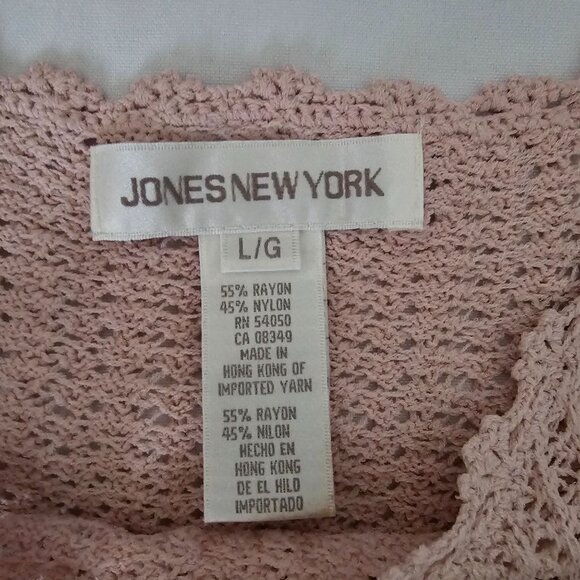 JONES NEW YORK
L/G
55% RAYON
45% NYLON
RN 54050
CA 08349
MADE IN
HONG KONG OF
IMPORTED YARN
55% RAYON
45% NILON
HECHO EN
HONG KONG
DE EL HILO
IMPORTADO